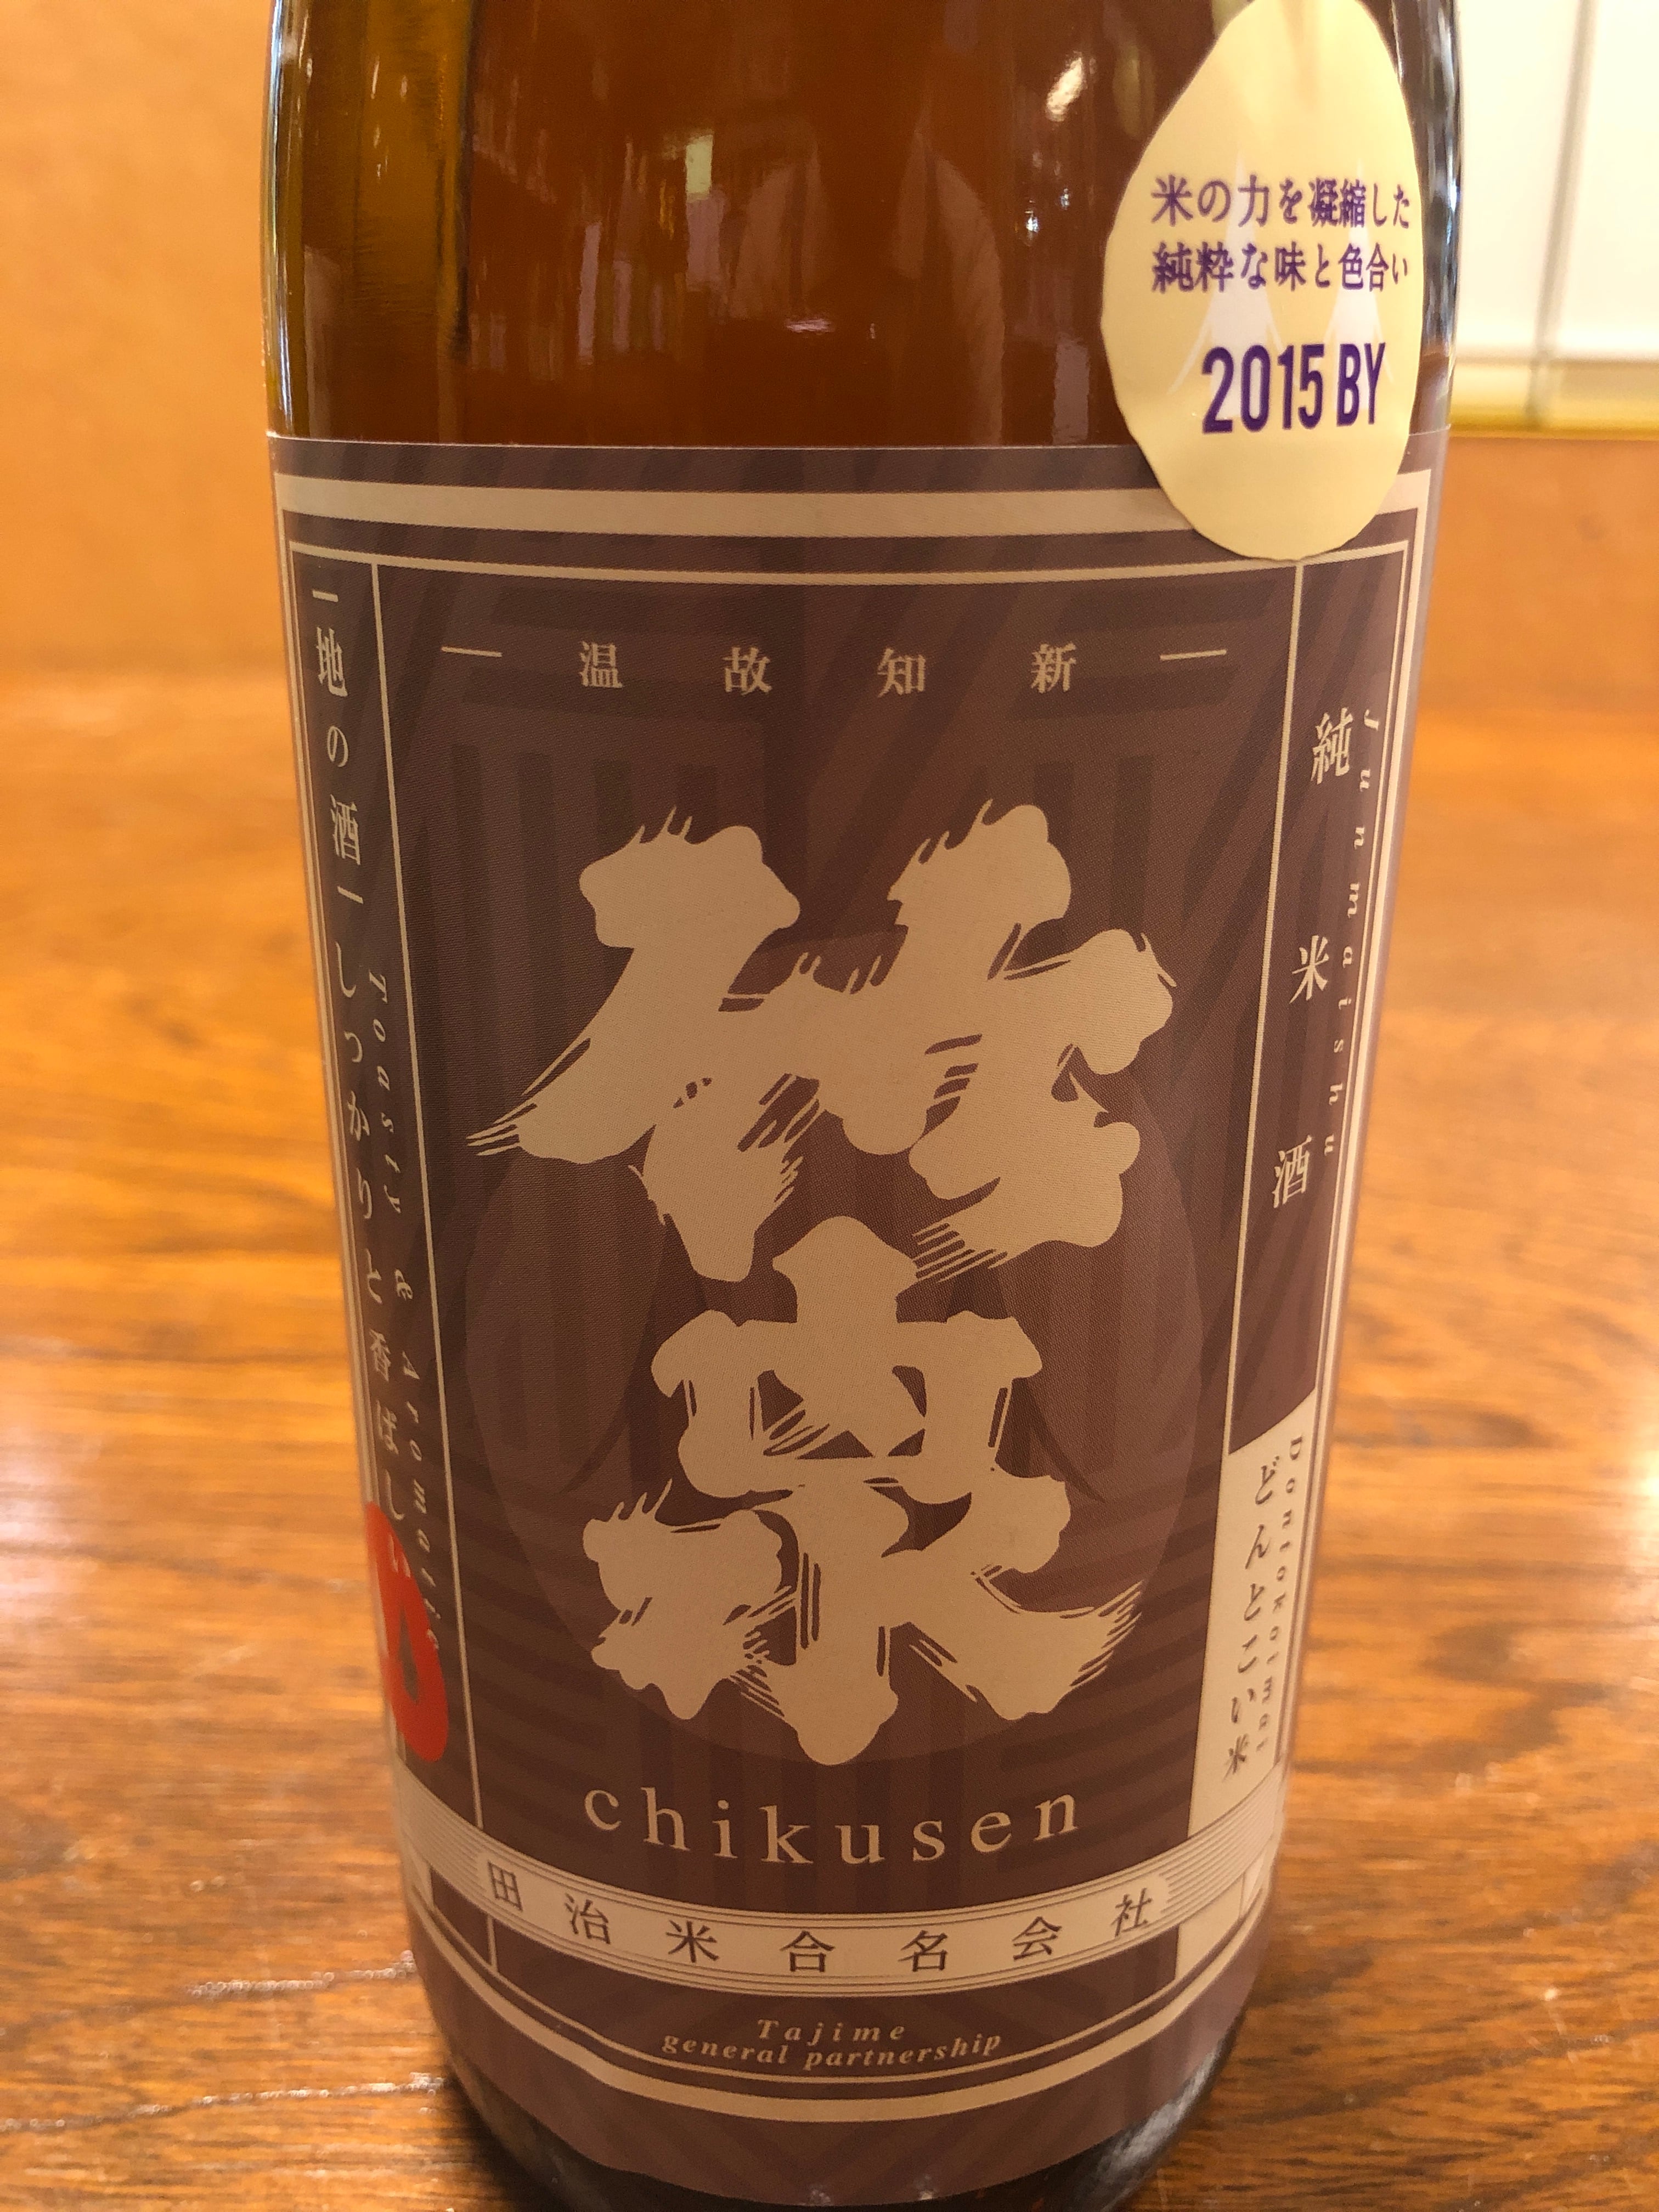 米の力を凝縮した
純粋な味と色合い
2015 BY
― 温故知新 ―
純米酒
Junmaishu
どんとこい米
Dontokoimai
竹泉
chikusen
―地の酒―しっかりと香ばしい
Toasty & Aromatic
田治米合名会社
Tajime
general partnership